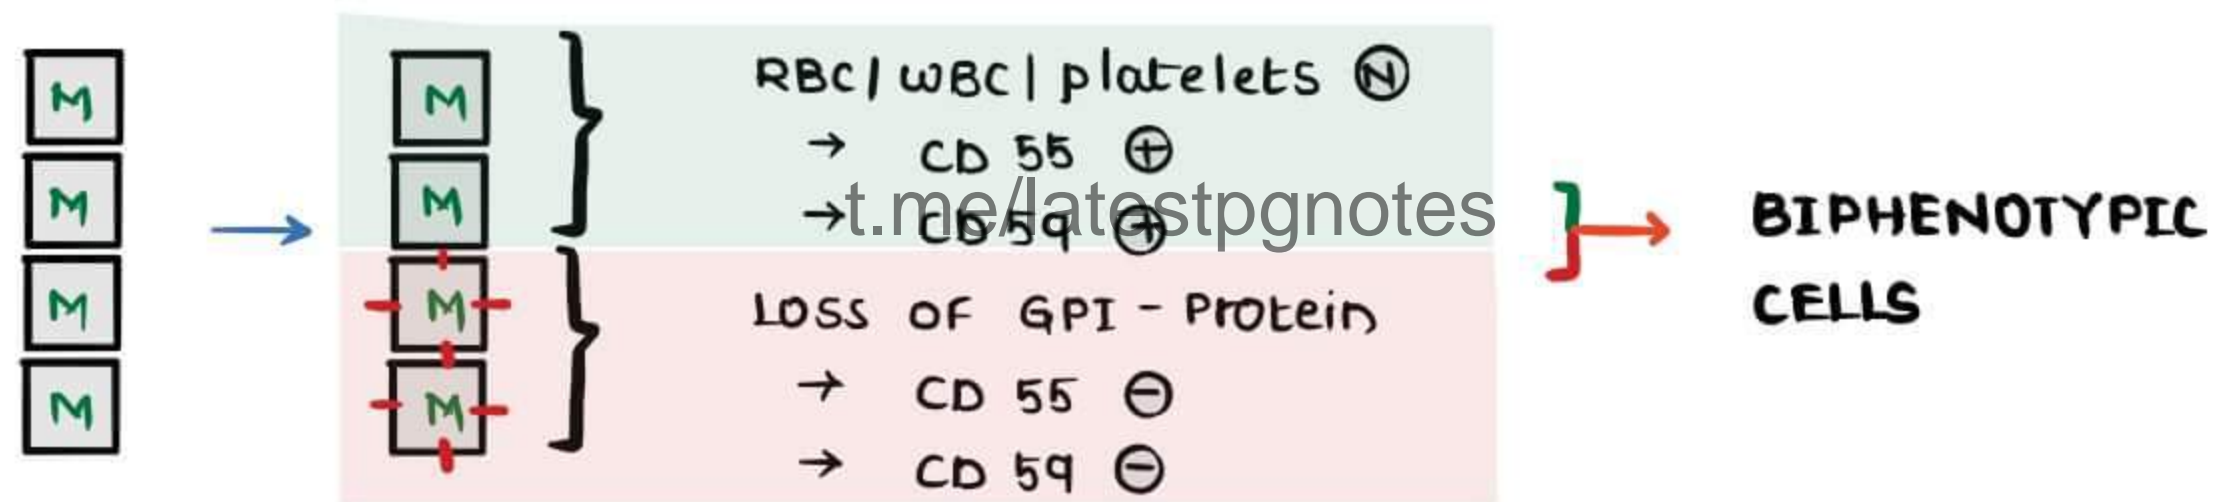 M
M
M
M
→
M
M
M
M
RBC/ WBC/ platelets Ⓝ
→ CD 55 ⊕
→ CD 59 ⊕
t.me/latestpgnotes
LOSS OF GPI - Protein
→ CD 55 ⊖
→ CD 59 ⊖
BIPHENOTYPIC
CELLS